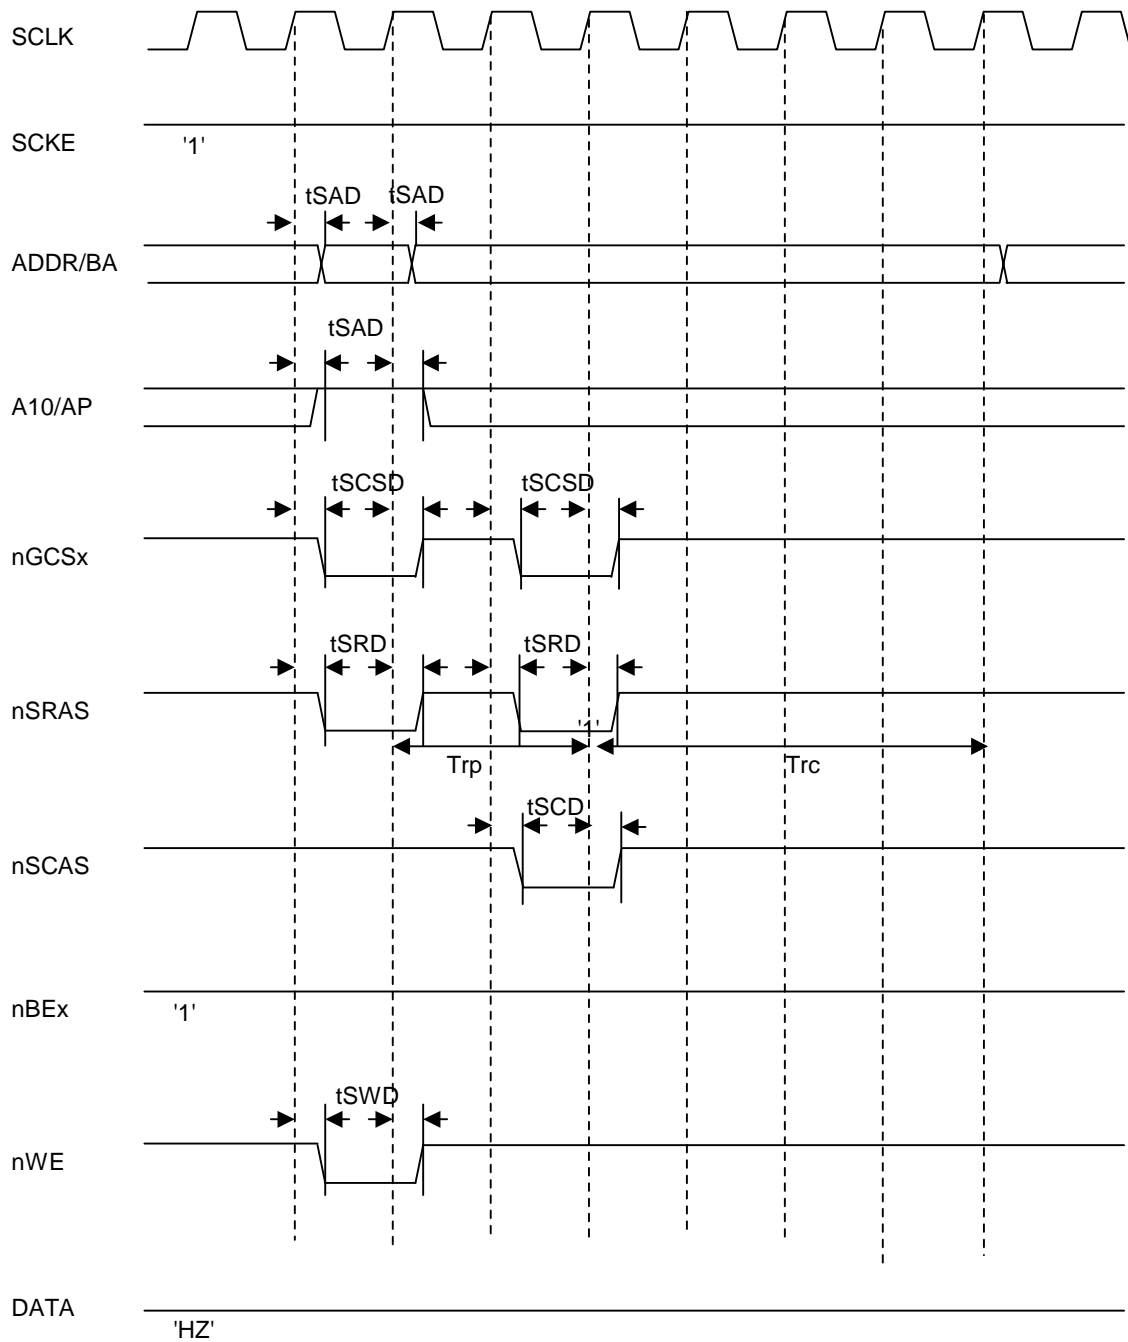 SCLK
SCKE
'1'
tSAD tSAD
ADDR/BA
tSAD
A10/AP
tSCSD tSCSD
nGCSx
tSRD tSRD
nSRAS
'1'
Trp Trc
tSCD
nSCAS
nBEx
'1'
tSWD
nWE
DATA
'HZ'